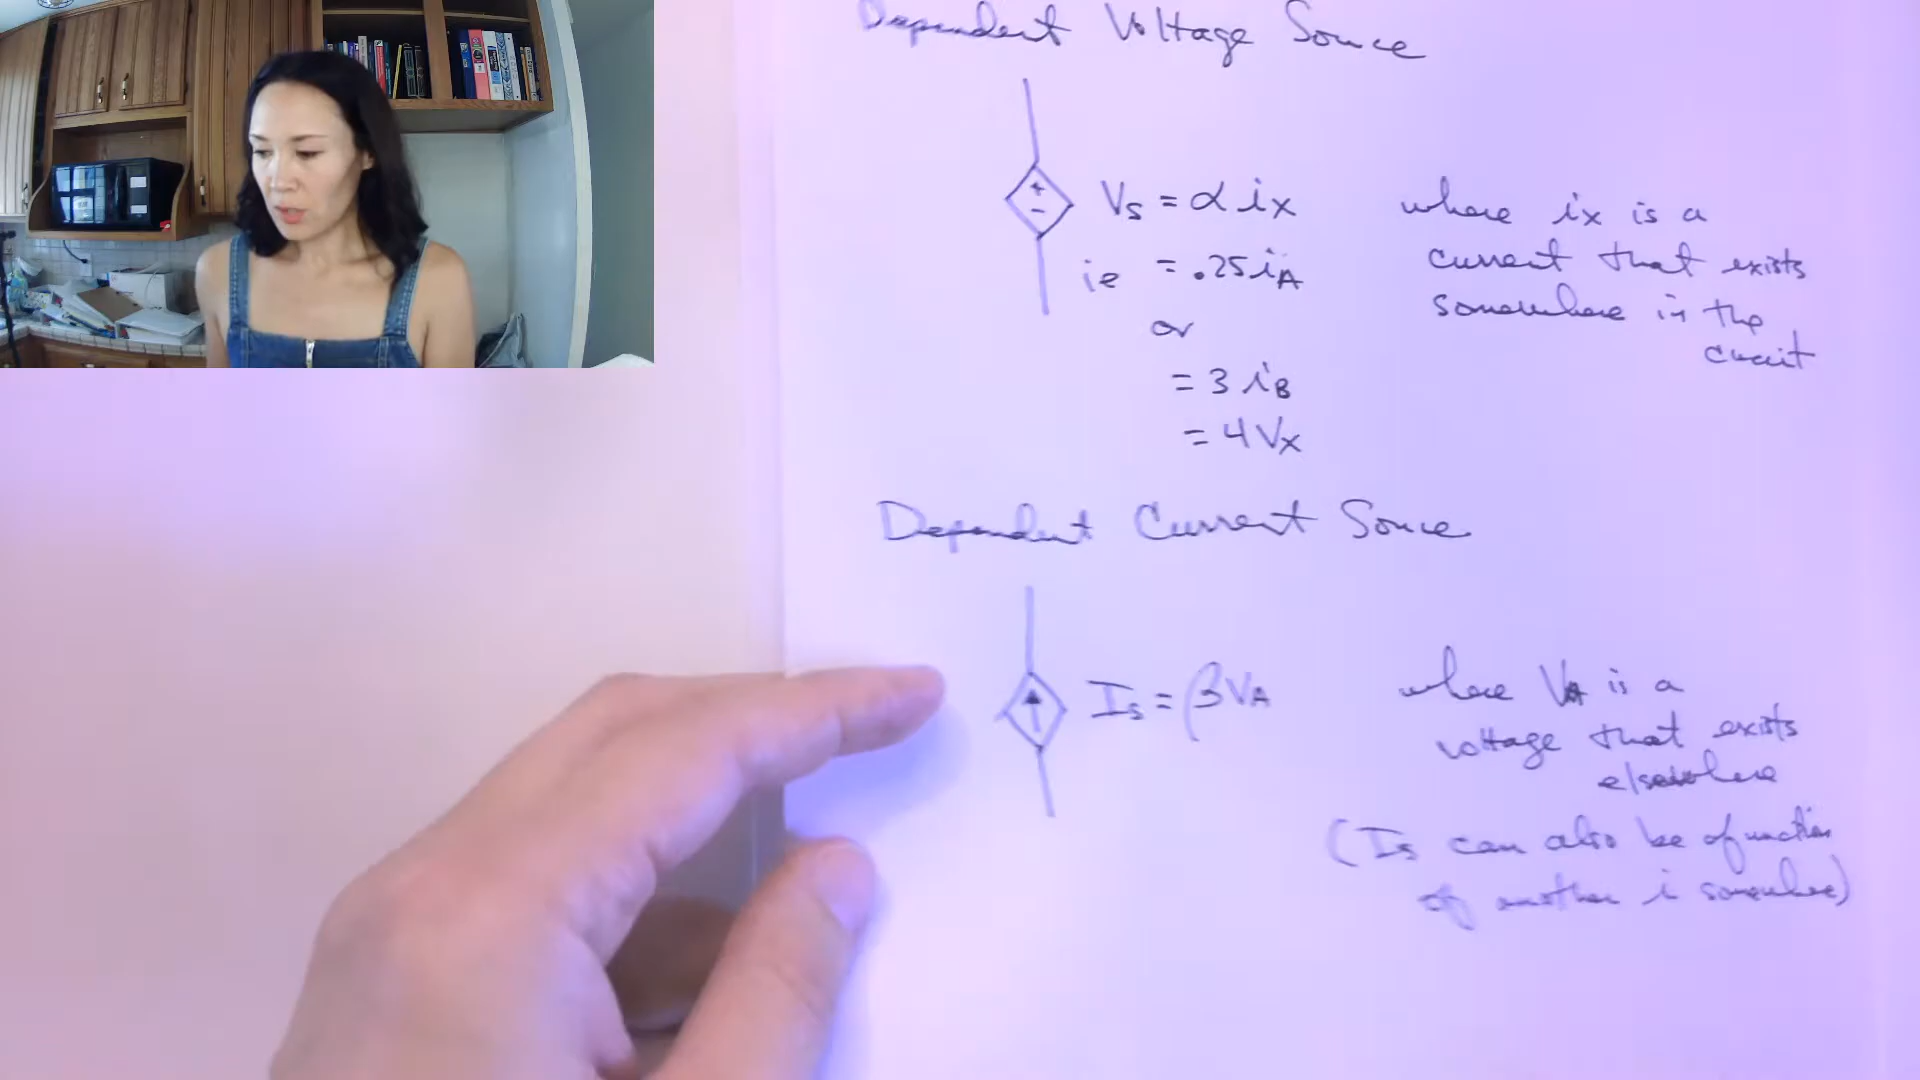 Dependent Voltage Source
+
-
Vs = α ix
where ix is a
current that exists
somewhere in the
circuit
ie = .25 iA
or
= 3 iB
= 4 Vx
Dependent Current Source
Is = β VA
where VA is a
voltage that exists
elsewhere
(Is can also be a function
of another i somewhere)